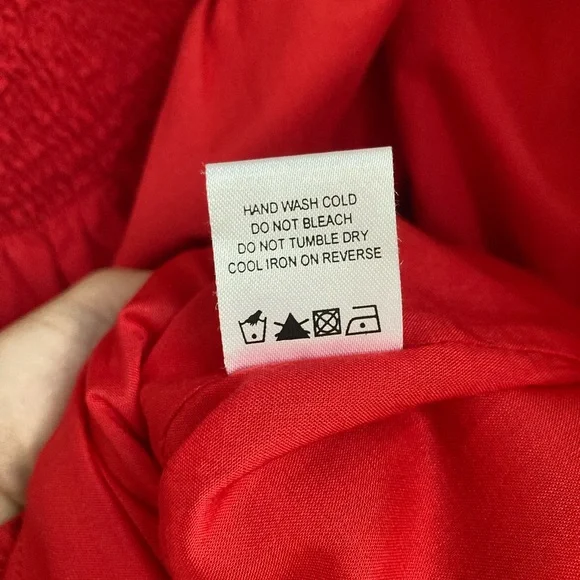 HAND WASH COLD
DO NOT BLEACH
DO NOT TUMBLE DRY
COOL IRON ON REVERSE